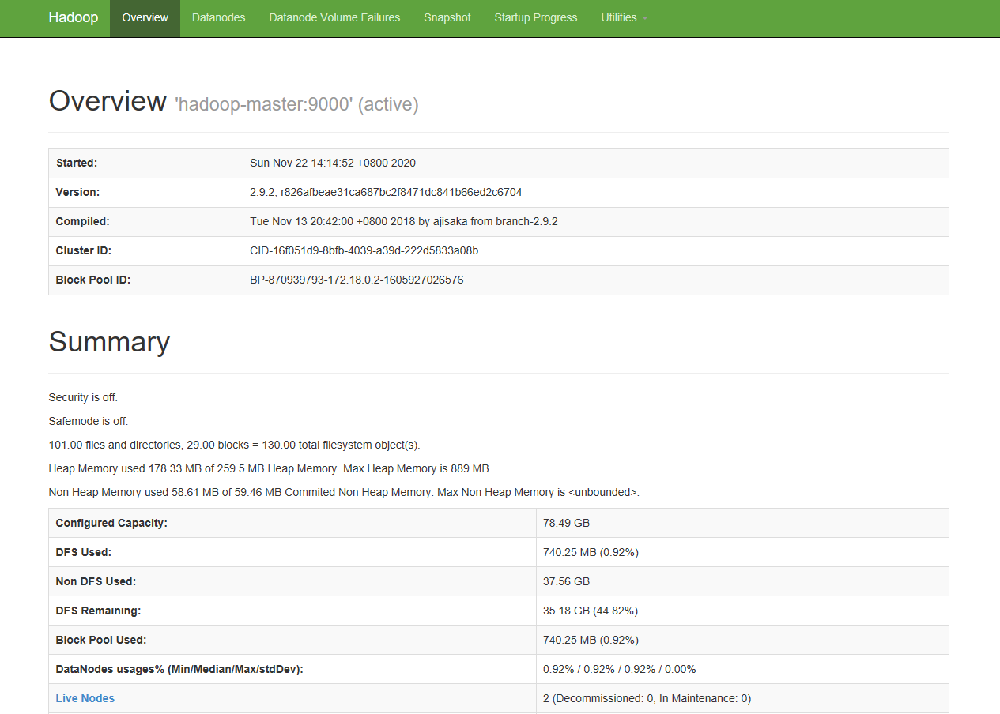 Hadoop Overview Datanodes Datanode Volume Failures Snapshot Startup Progress Utilities
Overview 'hadoop-master:9000' (active)
Started: Sun Nov 22 14:14:52 +0800 2020
Version: 2.9.2, r826afbeae31ca687bc2f8471dc841b66ed2c6704
Compiled: Tue Nov 13 20:42:00 +0800 2018 by ajisaka from branch-2.9.2
Cluster ID: CID-16f051d9-8bfb-4039-a39d-222d5833a08b
Block Pool ID: BP-870939793-172.18.0.2-1605927026576
Summary
Security is off.
Safemode is off.
101.00 files and directories, 29.00 blocks = 130.00 total filesystem object(s).
Heap Memory used 178.33 MB of 259.5 MB Heap Memory. Max Heap Memory is 889 MB.
Non Heap Memory used 58.61 MB of 59.46 MB Commited Non Heap Memory. Max Non Heap Memory is <unbounded>.
Configured Capacity: 78.49 GB
DFS Used: 740.25 MB (0.92%)
Non DFS Used: 37.56 GB
DFS Remaining: 35.18 GB (44.82%)
Block Pool Used: 740.25 MB (0.92%)
DataNodes usages% (Min/Median/Max/stdDev): 0.92% / 0.92% / 0.92% / 0.00%
Live Nodes 2 (Decommissioned: 0, In Maintenance: 0)